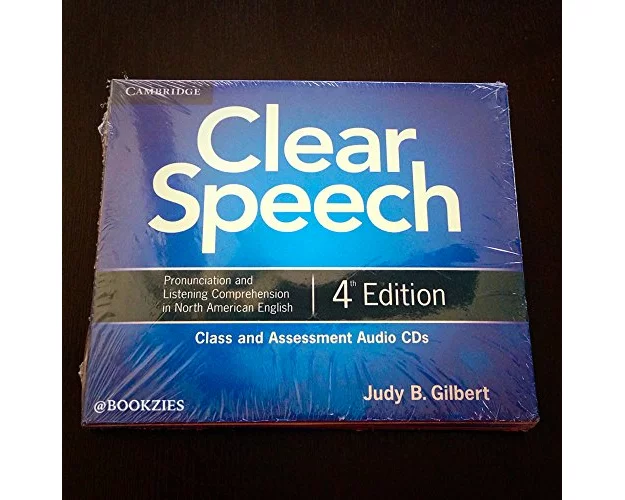 CAMBRIDGE
Clear
Speech
Pronunciation and
Listening Comprehension
in North American English
4th Edition
Class and Assessment Audio CDs
Judy B. Gilbert
@BOOKZIES